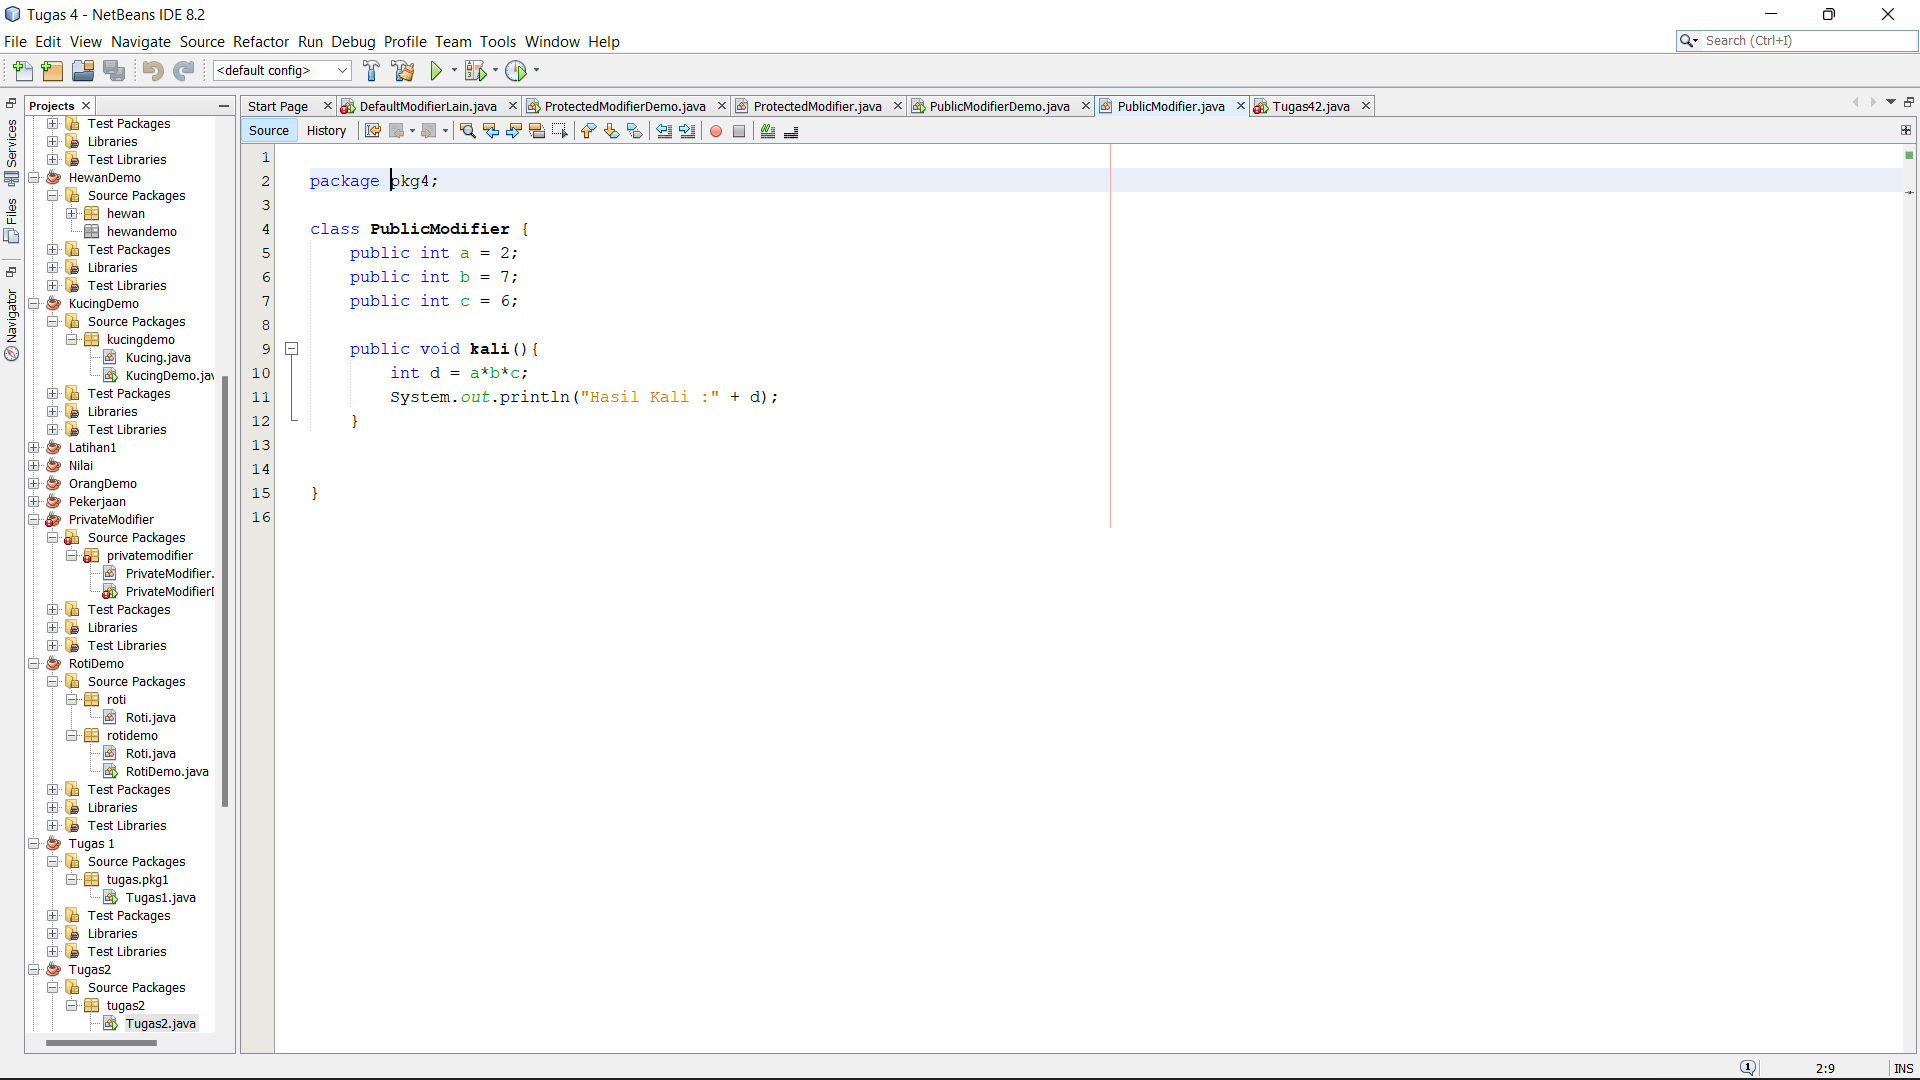 Tugas 4 - NetBeans IDE 8.2
File Edit View Navigate Source Refactor Run Debug Profile Team Tools Window Help
Search (Ctrl+I)
<default config>
Services
Files
Navigator
Projects
Test Packages
Libraries
Test Libraries
HewanDemo
Source Packages
hewan
hewandemo
Test Packages
Libraries
Test Libraries
KucingDemo
Source Packages
kucingdemo
Kucing.java
KucingDemo.jav
Test Packages
Libraries
Test Libraries
Latihan1
Nilai
OrangDemo
Pekerjaan
PrivateModifier
Source Packages
privatemodifier
PrivateModifier.
PrivateModifierD
Test Packages
Libraries
Test Libraries
RotiDemo
Source Packages
roti
Roti.java
rotidemo
Roti.java
RotiDemo.java
Test Packages
Libraries
Test Libraries
Tugas 1
Source Packages
tugas.pkg1
Tugas1.java
Test Packages
Libraries
Test Libraries
Tugas2
Source Packages
tugas2
Tugas2.java
Start Page DefaultModifierLain.java ProtectedModifierDemo.java ProtectedModifier.java PublicModifierDemo.java PublicModifier.java Tugas42.java
Source History
1
2 package pkg4;
3
4 class PublicModifier {
5 public int a = 2;
6 public int b = 7;
7 public int c = 6;
8
9 public void kali(){
10 int d = a*b*c;
11 System.out.println("Hasil Kali :" + d);
12 }
13
14
15 }
16
1 2:9 INS